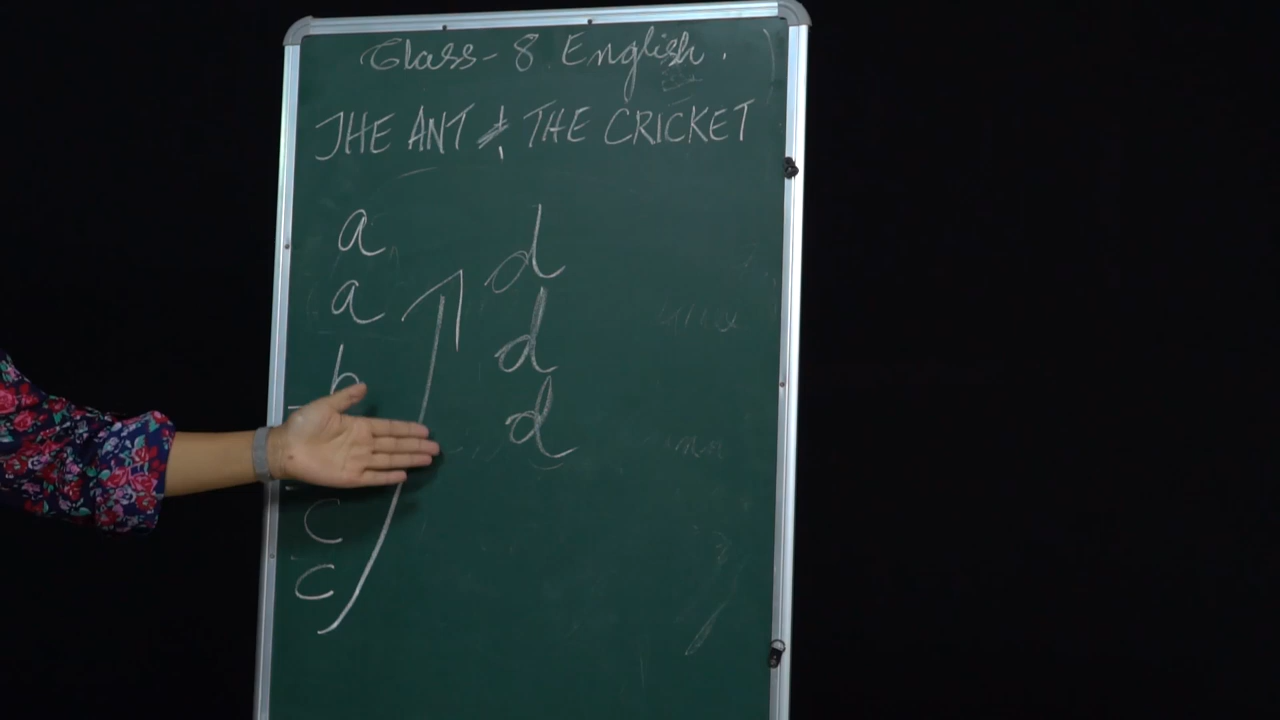 Class - 8 English.
THE ANT & THE CRICKET
a
a
b
c
c
d
d
d